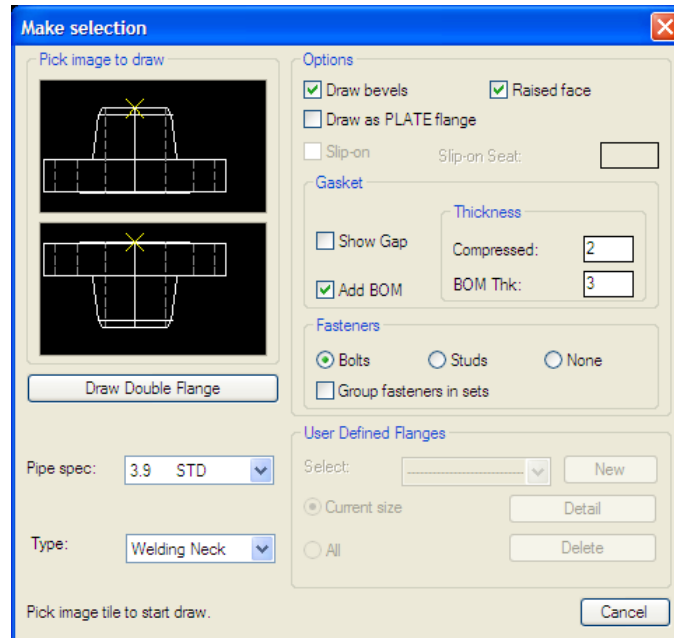 Make selection
Pick image to draw
Draw Double Flange
Pipe spec: 3.9 STD
Type: Welding Neck
Pick image tile to start draw.
Options
Draw bevels Raised face
Draw as PLATE flange
Slip-on Slip-on Seat:
Gasket
Thickness
Show Gap Compressed: 2
Add BOM BOM Thk: 3
Fasteners
Bolts Studs None
Group fasteners in sets
User Defined Flanges
Select: New
Current size Detail
All Delete
Cancel